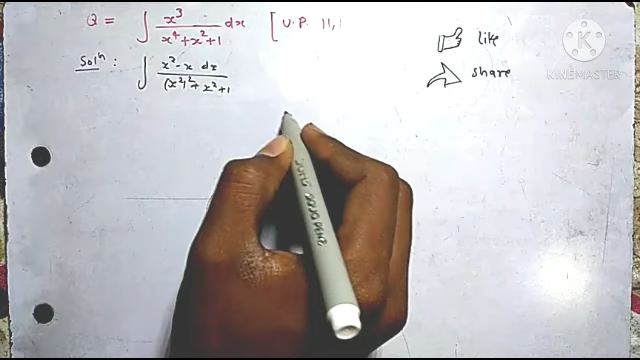 Q = ∫ x³/(x⁴+x²+1) dx [U.P. 11,
Solⁿ : ∫ x²-x dx/((x²)²+x²+1)
like
share
KINEMASTER